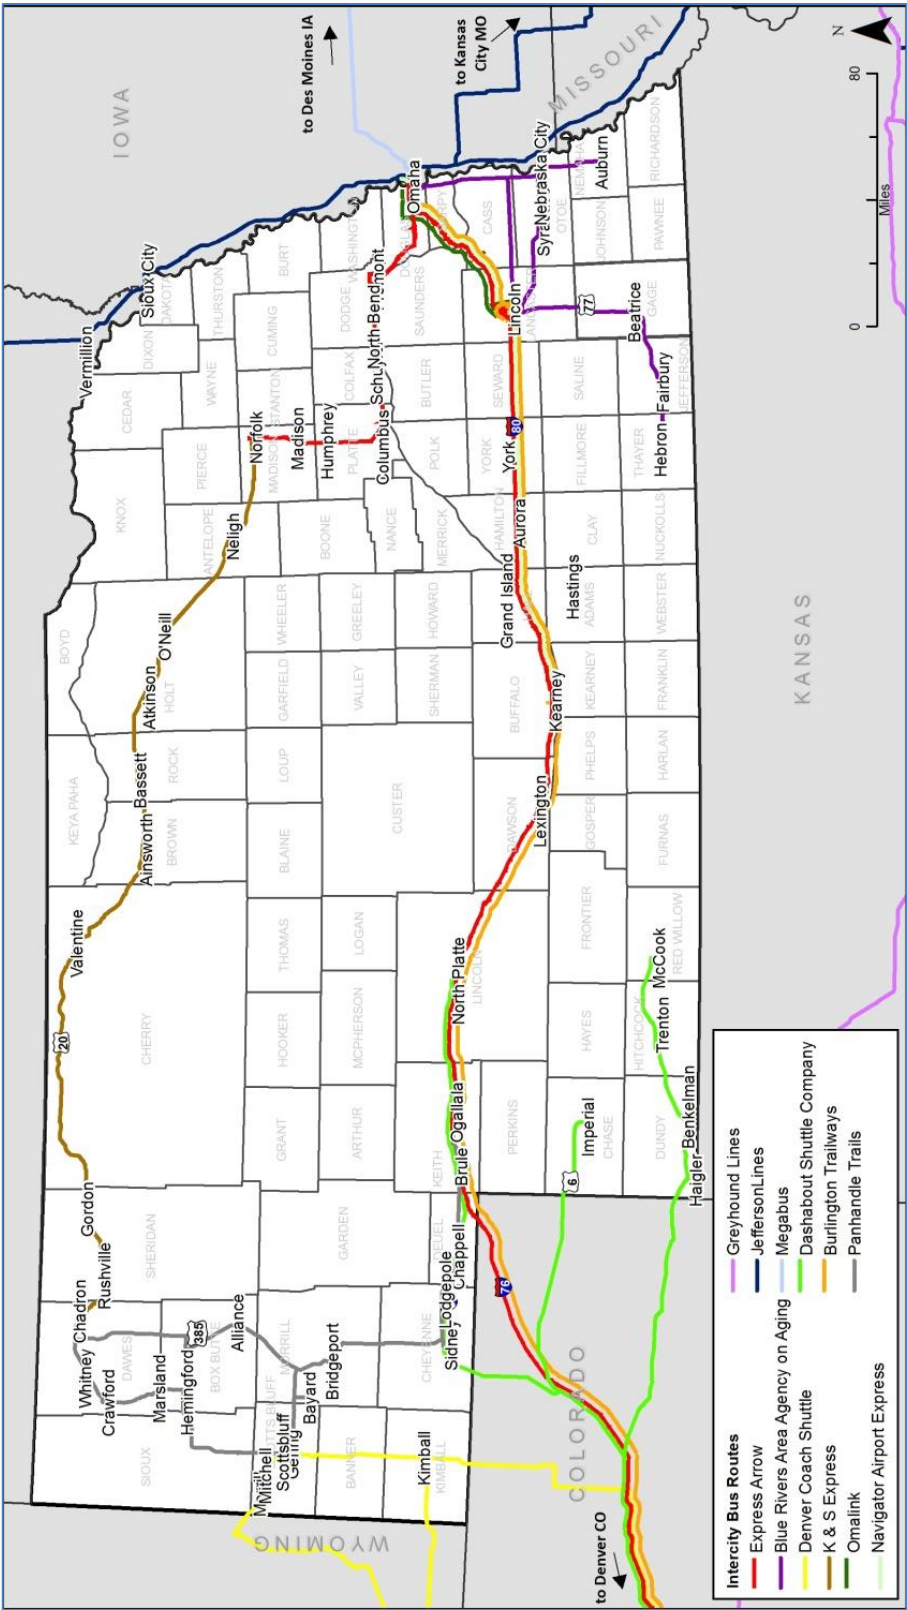 IOWA
to Des Moines IA
to Kansas
City MO
MISSOURI
N
Vermillion
Sioux City
Omaha
Nebraska City
Auburn
RICHARDSON
PAWNEE
JOHNSON
OTOE
CASS
WASHINGTON
BURT
THURSTON
DAKOTA
DIXON
CEDAR
WAYNE
CUMING
DODGE
SAUNDERS
North Bend
Columbus
Lincoln
77
Beatrice
GAGE
Fairbury
JEFFERSON
Hebron
THAYER
SALINE
SEWARD
BUTLER
COLFAX
STANTON
MADISON
Norfolk
Madison
Humphrey
PLATTE
PIERCE
KNOX
ANTELOPE
Neligh
BOONE
NANCE
POLK
MERRICK
YORK
York
80
HAMILTON
Aurora
FILLMORE
CLAY
NUCKOLLS
Grand Island
Hastings
ADAMS
WEBSTER
BOYD
O'Neill
Atkinson
HOLT
WHEELER
GREELEY
HOWARD
GARFIELD
VALLEY
SHERMAN
BUFFALO
Kearney
KEARNEY
FRANKLIN
KEYA PAHA
Bassett
ROCK
Ainsworth
BROWN
LOUP
BLAINE
CUSTER
Lexington
DAWSON
PHELPS
HARLAN
GOSPER
FURNAS
KANSAS
Valentine
20
CHERRY
THOMAS
LOGAN
HOOKER
MCPHERSON
North Platte
LINCOLN
FRONTIER
RED WILLOW
McCook
HAYES
HITCHCOCK
Trenton
GRANT
ARTHUR
Ogallala
KEITH
Brule
PERKINS
Imperial
CHASE
6
DUNDY
Benkelman
Haigler
Gordon
Rushville
SHERIDAN
GARDEN
DEUEL
Chappell
Lodgepole
Sidney
CHEYENNE
76
Chadron
Whitney
Crawford
DAWES
385
Alliance
BOX BUTTE
Marsland
Hemingford
MORRILL
Bridgeport
Bayard
SIOUX
Mitchell
Scottsbluff
Gering
BANNER
Kimball
KIMBALL
WYOMING
COLORADO
to Denver CO
0
80
Miles
Intercity Bus Routes
Express Arrow
Blue Rivers Area Agency on Aging
Denver Coach Shuttle
K & S Express
Omalink
Navigator Airport Express
Greyhound Lines
JeffersonLines
Megabus
Dashabout Shuttle Company
Burlington Trailways
Panhandle Trails